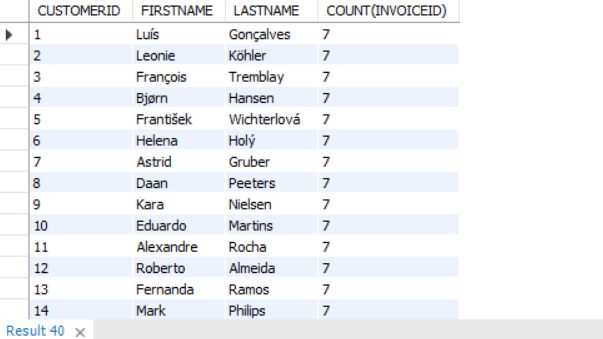 CUSTOMERID FIRSTNAME LASTNAME COUNT(INVOICEID)
1 Luís Gonçalves 7
2 Leonie Köhler 7
3 François Tremblay 7
4 Bjørn Hansen 7
5 František Wichterlová 7
6 Helena Holý 7
7 Astrid Gruber 7
8 Daan Peeters 7
9 Kara Nielsen 7
10 Eduardo Martins 7
11 Alexandre Rocha 7
12 Roberto Almeida 7
13 Fernanda Ramos 7
14 Mark Philips 7
Result 40